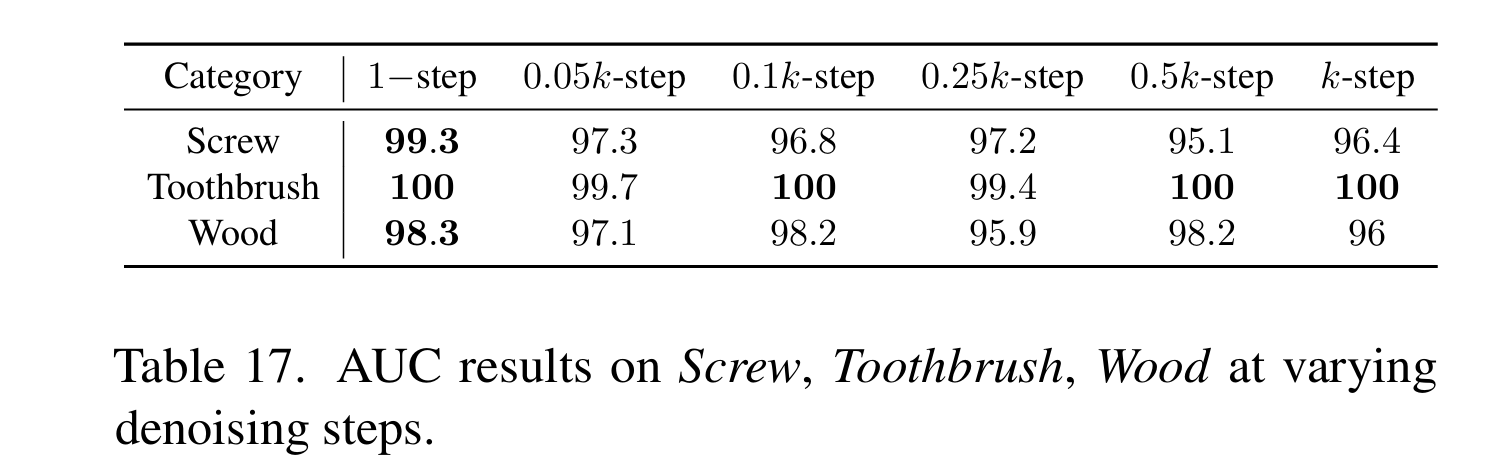 Category 1−step 0.05k-step 0.1k-step 0.25k-step 0.5k-step k-step
Screw 99.3 97.3 96.8 97.2 95.1 96.4
Toothbrush 100 99.7 100 99.4 100 100
Wood 98.3 97.1 98.2 95.9 98.2 96
Table 17. AUC results on Screw, Toothbrush, Wood at varying
denoising steps.